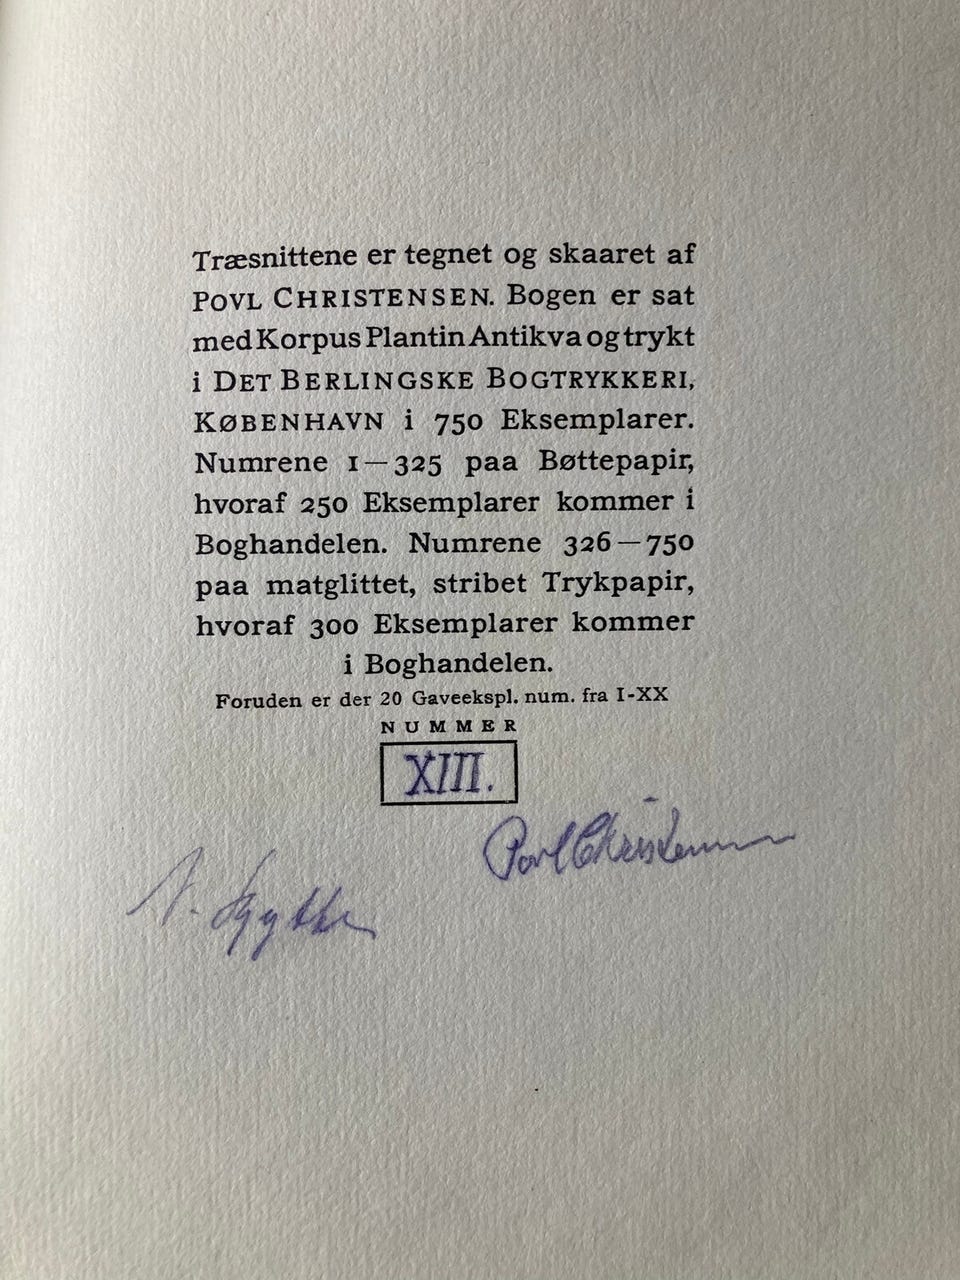 Træsnittene er tegnet og skaaret af
POVL CHRISTENSEN. Bogen er sat
med Korpus Plantin Antikva og trykt
i DET BERLINGSKE BOGTRYKKERI,
KØBENHAVN i 750 Eksemplarer.
Numrene 1—325 paa Bøttepapir,
hvoraf 250 Eksemplarer kommer i
Boghandelen. Numrene 326—750
paa matglittet, stribet Trykpapir,
hvoraf 300 Eksemplarer kommer
i Boghandelen.
Foruden er der 20 Gaveekspl. num. fra I-XX
NUMMER
XIII.
Povl Christensen